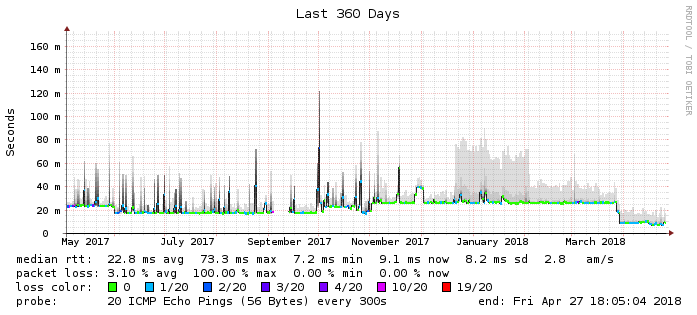 Last 360 Days
RRDTOOL / TOBI OETIKER
Seconds
160 m
140 m
120 m
100 m
80 m
60 m
40 m
20 m
0
May 2017 July 2017 September 2017 November 2017 January 2018 March 2018
median rtt: 22.8 ms avg 73.3 ms max 7.2 ms min 9.1 ms now 8.2 ms sd 2.8 am/s
packet loss: 3.10 % avg 100.00 % max 0.00 % min 0.00 % now
loss color: 0 1/20 2/20 3/20 4/20 10/20 19/20
probe: 20 ICMP Echo Pings (56 Bytes) every 300s end: Fri Apr 27 18:05:04 2018